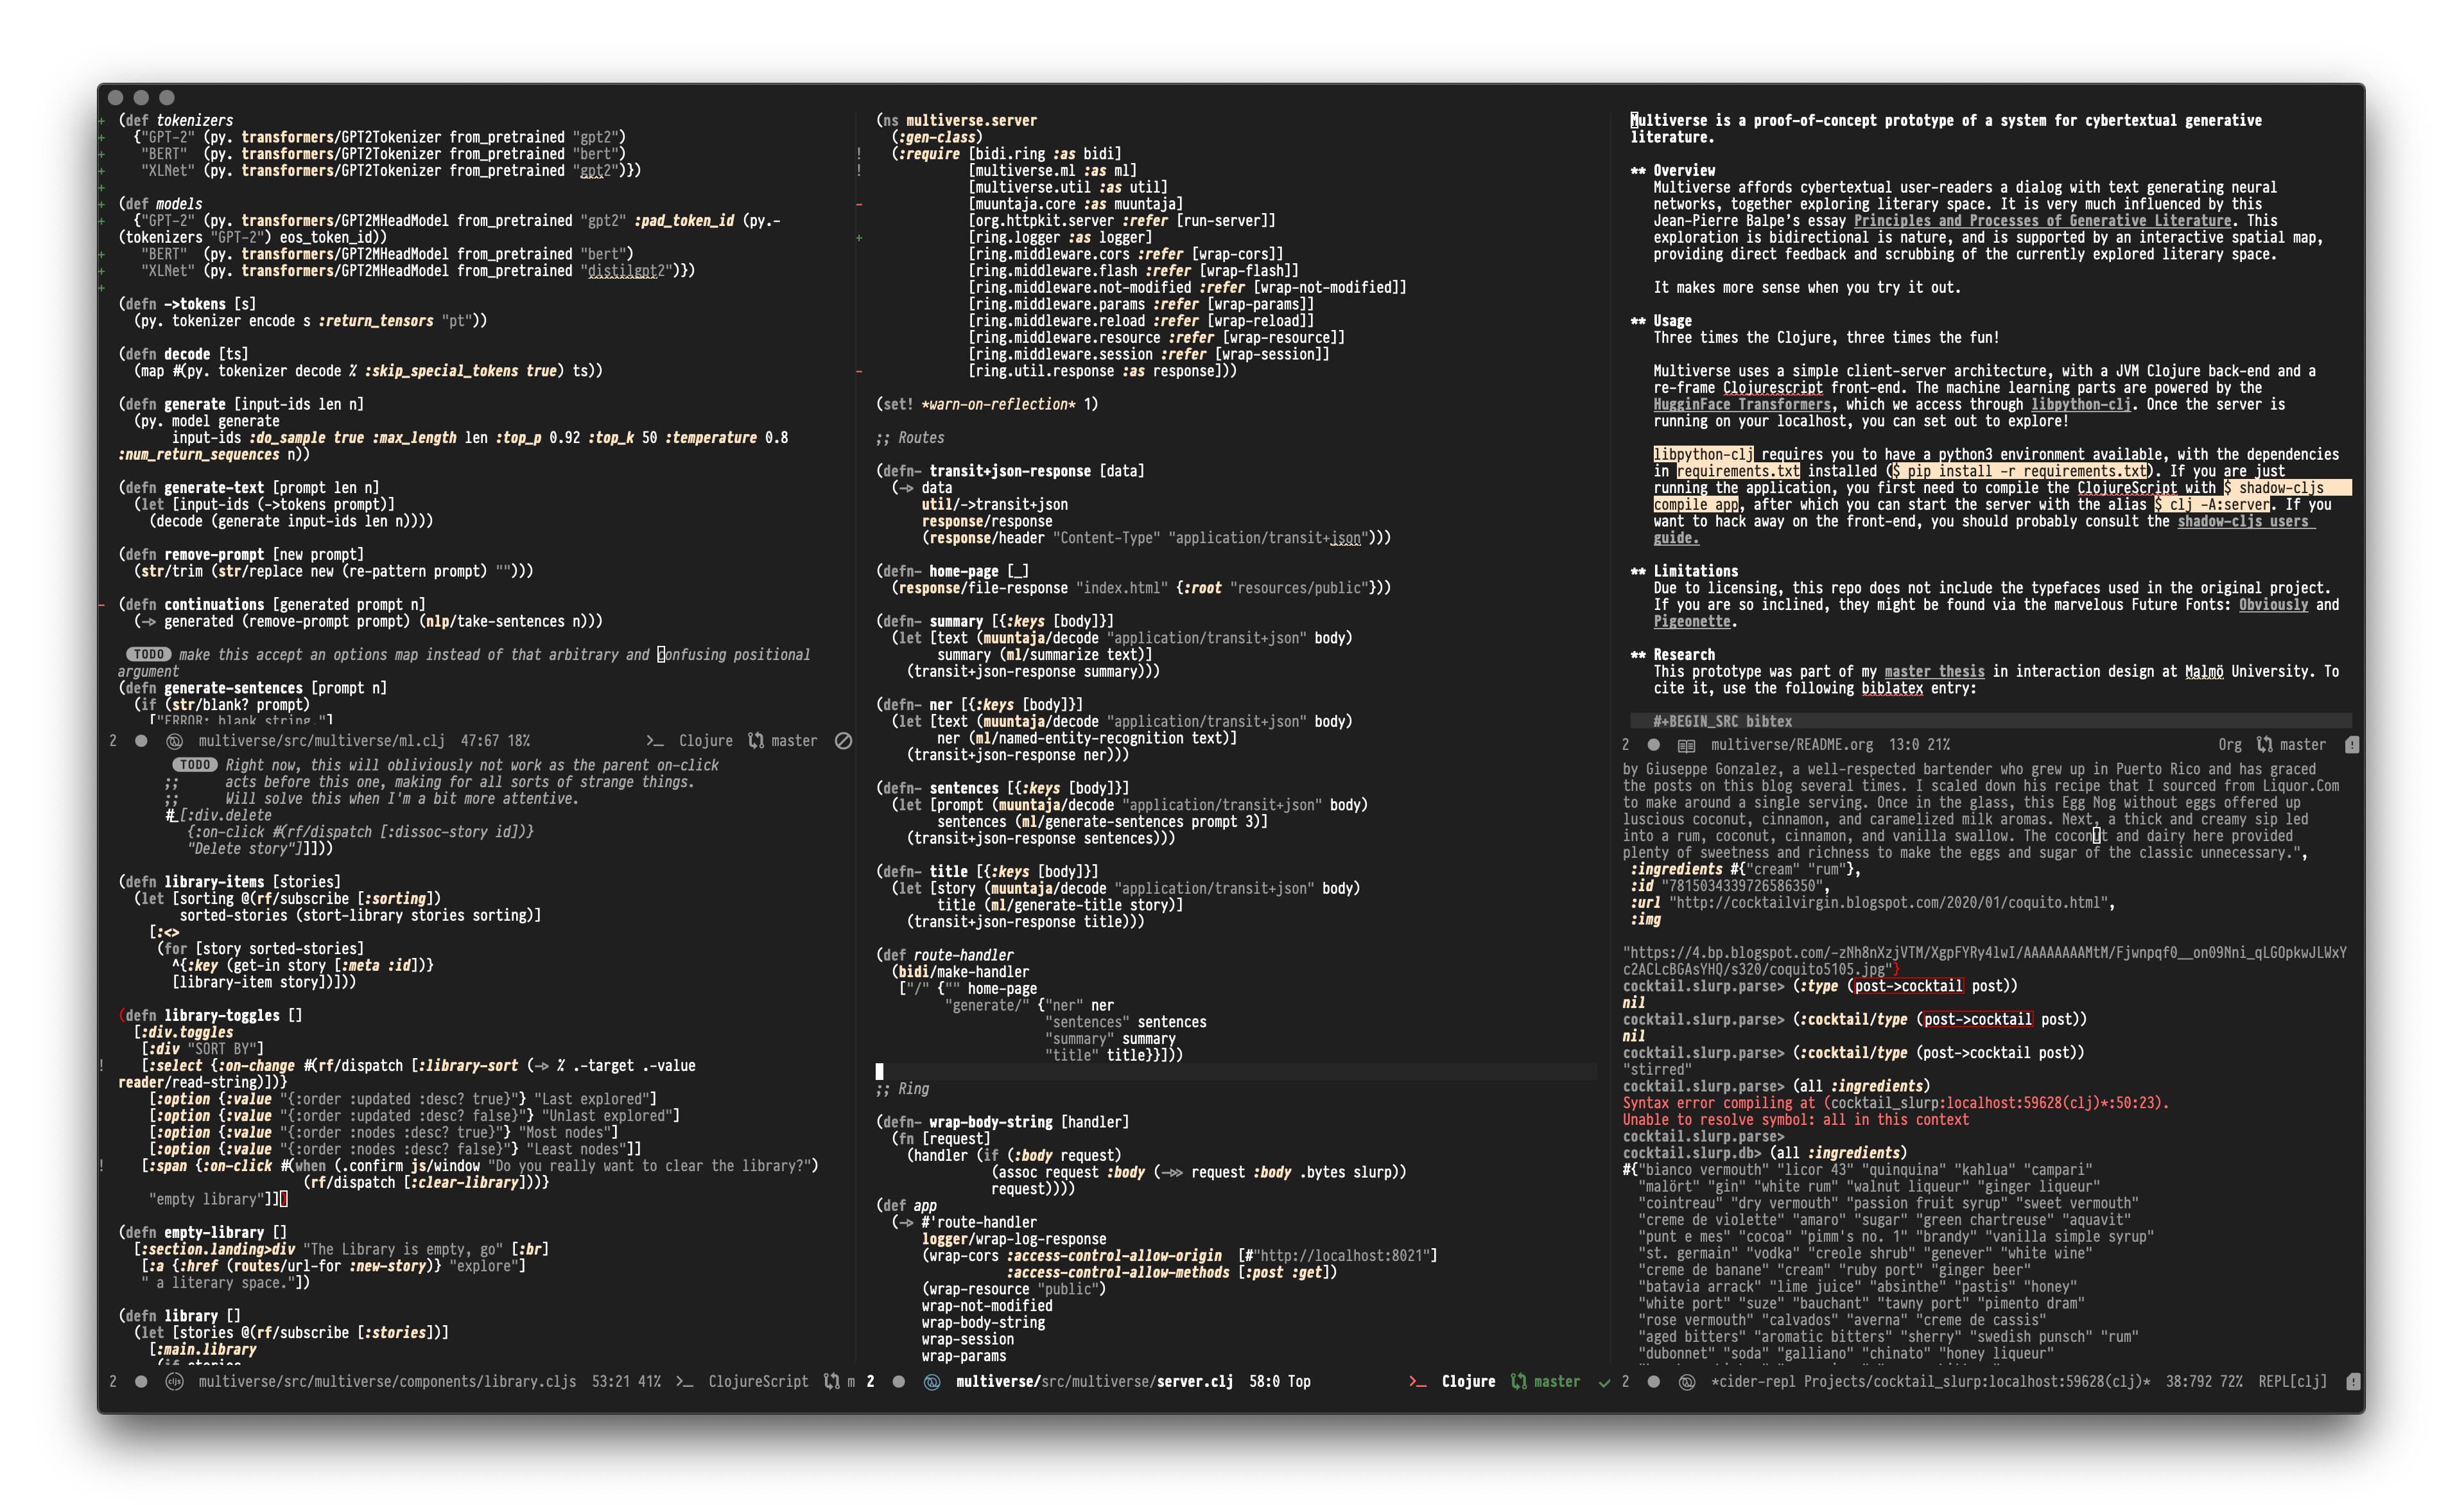 (def tokenizers
  {"GPT-2" (py. transformers/GPT2Tokenizer from_pretrained "gpt2")
   "BERT"  (py. transformers/GPT2Tokenizer from_pretrained "bert")
   "XLNet" (py. transformers/GPT2Tokenizer from_pretrained "gpt2")})
(def models
  {"GPT-2" (py. transformers/GPT2MHeadModel from_pretrained "gpt2" :pad_token_id (py.-
(tokenizers "GPT-2") eos_token_id))
   "BERT"  (py. transformers/GPT2MHeadModel from_pretrained "bert")
   "XLNet" (py. transformers/GPT2MHeadModel from_pretrained "distilgpt2")})
(defn ->tokens [s]
  (py. tokenizer encode s :return_tensors "pt"))
(defn decode [ts]
  (map #(py. tokenizer decode % :skip_special_tokens true) ts))
(defn generate [input-ids len n]
  (py. model generate
       input-ids :do_sample true :max_length len :top_p 0.92 :top_k 50 :temperature 0.8
:num_return_sequences n))
(defn generate-text [prompt len n]
  (let [input-ids (->tokens prompt)]
    (decode (generate input-ids len n))))
(defn remove-prompt [new prompt]
  (str/trim (str/replace new (re-pattern prompt) "")))
(defn continuations [generated prompt n]
  (-> generated (remove-prompt prompt) (nlp/take-sentences n)))
TODO make this accept an options map instead of that arbitrary and confusing positional
argument
(defn generate-sentences [prompt n]
  (if (str/blank? prompt)
    ["ERROR: blank string."]
2 multiverse/src/multiverse/ml.clj 47:67 18% >_ Clojure master
TODO Right now, this will obliviously not work as the parent on-click
;;      acts before this one, making for all sorts of strange things.
;;      Will solve this when I'm a bit more attentive.
#_[:div.delete
   {:on-click #(rf/dispatch [:dissoc-story id])}
   "Delete story"]]]))
(defn library-items [stories]
  (let [sorting @(rf/subscribe [:sorting])
        sorted-stories (stort-library stories sorting)]
    [:<>
     (for [story sorted-stories]
       ^{:key (get-in story [:meta :id])}
       [library-item story])]))
(defn library-toggles []
  [:div.toggles
   [:div "SORT BY"]
   [:select {:on-change #(rf/dispatch [:library-sort (-> % .-target .-value
reader/read-string)])}
    [:option {:value "{:order :updated :desc? true}"} "Last explored"]
    [:option {:value "{:order :updated :desc? false}"} "Unlast explored"]
    [:option {:value "{:order :nodes :desc? true}"} "Most nodes"]
    [:option {:value "{:order :nodes :desc? false}"} "Least nodes"]]
   [:span {:on-click #(when (.confirm js/window "Do you really want to clear the library?")
                        (rf/dispatch [:clear-library]))}
    "empty library"]])
(defn empty-library []
  [:section.landing>div "The Library is empty, go" [:br]
   [:a {:href (routes/url-for :new-story)} "explore"]
   " a literary space."])
(defn library []
  (let [stories @(rf/subscribe [:stories])]
    [:main.library
     (if stories
2 cljs multiverse/src/multiverse/components/library.cljs 53:21 41% >_ ClojureScript m
(ns multiverse.server
  (:gen-class)
  (:require [bidi.ring :as bidi]
            [multiverse.ml :as ml]
            [multiverse.util :as util]
            [muuntaja.core :as muuntaja]
            [org.httpkit.server :refer [run-server]]
            [ring.logger :as logger]
            [ring.middleware.cors :refer [wrap-cors]]
            [ring.middleware.flash :refer [wrap-flash]]
            [ring.middleware.not-modified :refer [wrap-not-modified]]
            [ring.middleware.params :refer [wrap-params]]
            [ring.middleware.reload :refer [wrap-reload]]
            [ring.middleware.resource :refer [wrap-resource]]
            [ring.middleware.session :refer [wrap-session]]
            [ring.util.response :as response]))
(set! *warn-on-reflection* 1)
;; Routes
(defn- transit+json-response [data]
  (-> data
      util/->transit+json
      response/response
      (response/header "Content-Type" "application/transit+json")))
(defn- home-page [_]
  (response/file-response "index.html" {:root "resources/public"}))
(defn- summary [{:keys [body]}]
  (let [text (muuntaja/decode "application/transit+json" body)
        summary (ml/summarize text)]
    (transit+json-response summary)))
(defn- ner [{:keys [body]}]
  (let [text (muuntaja/decode "application/transit+json" body)
        ner (ml/named-entity-recognition text)]
    (transit+json-response ner)))
(defn- sentences [{:keys [body]}]
  (let [prompt (muuntaja/decode "application/transit+json" body)
        sentences (ml/generate-sentences prompt 3)]
    (transit+json-response sentences)))
(defn- title [{:keys [body]}]
  (let [story (muuntaja/decode "application/transit+json" body)
        title (ml/generate-title story)]
    (transit+json-response title)))
(def route-handler
  (bidi/make-handler
   ["/" {"" home-page
         "generate/" {"ner" ner
                      "sentences" sentences
                      "summary" summary
                      "title" title}}]))
;; Ring
(defn- wrap-body-string [handler]
  (fn [request]
    (handler (if (:body request)
               (assoc request :body (->> request :body .bytes slurp))
               request))))
(def app
  (-> #'route-handler
      logger/wrap-log-response
      (wrap-cors :access-control-allow-origin  [#"http://localhost:8021"]
                 :access-control-allow-methods [:post :get])
      (wrap-resource "public")
      wrap-not-modified
      wrap-body-string
      wrap-session
      wrap-params
2 multiverse/src/multiverse/server.clj 58:0 Top >_ Clojure master
Multiverse is a proof-of-concept prototype of a system for cybertextual generative
literature.
** Overview
   Multiverse affords cybertextual user-readers a dialog with text generating neural
   networks, together exploring literary space. It is very much influenced by this
   Jean-Pierre Balpe's essay Principles and Processes of Generative Literature. This
   exploration is bidirectional is nature, and is supported by an interactive spatial map,
   providing direct feedback and scrubbing of the currently explored literary space.
   It makes more sense when you try it out.
** Usage
   Three times the Clojure, three times the fun!
   Multiverse uses a simple client-server architecture, with a JVM Clojure back-end and a
   re-frame Clojurescript front-end. The machine learning parts are powered by the
   HugginFace Transformers, which we access through libpython-clj. Once the server is
   running on your localhost, you can set out to explore!
   libpython-clj requires you to have a python3 environment available, with the dependencies
   in requirements.txt installed ($ pip install -r requirements.txt). If you are just
   running the application, you first need to compile the ClojureScript with $ shadow-cljs
   compile app, after which you can start the server with the alias $ clj -A:server. If you
   want to hack away on the front-end, you should probably consult the shadow-cljs users
   guide.
** Limitations
   Due to licensing, this repo does not include the typefaces used in the original project.
   If you are so inclined, they might be found via the marvelous Future Fonts: Obviously and
   Pigeonette.
** Research
   This prototype was part of my master thesis in interaction design at Malmö University. To
   cite it, use the following biblatex entry:
   #+BEGIN_SRC bibtex
2 multiverse/README.org 13:0 21% Org master
by Giuseppe Gonzalez, a well-respected bartender who grew up in Puerto Rico and has graced
the posts on this blog several times. I scaled down his recipe that I sourced from Liquor.Com
to make around a single serving. Once in the glass, this Egg Nog without eggs offered up
luscious coconut, cinnamon, and caramelized milk aromas. Next, a thick and creamy sip led
into a rum, coconut, cinnamon, and vanilla swallow. The coconut and dairy here provided
plenty of sweetness and richness to make the eggs and sugar of the classic unnecessary.",
 :ingredients #{"cream" "rum"},
 :id "7815034339726586350",
 :url "http://cocktailvirgin.blogspot.com/2020/01/coquito.html",
 :img
"https://4.bp.blogspot.com/-zNh8nXzjVTM/XgpFYRy4lwI/AAAAAAAAMtM/Fjwnpqf0__on09Nni_qLGOpkwJLWxY
c2ACLcBGAsYHQ/s320/coquito5105.jpg"}
cocktail.slurp.parse> (:type (post->cocktail post))
nil
cocktail.slurp.parse> (:cocktail/type (post->cocktail post))
nil
cocktail.slurp.parse> (:cocktail/type (post->cocktail post))
"stirred"
cocktail.slurp.parse> (all :ingredients)
Syntax error compiling at (cocktail_slurp:localhost:59628(clj)*:50:23).
Unable to resolve symbol: all in this context
cocktail.slurp.parse>
cocktail.slurp.db> (all :ingredients)
#{"bianco vermouth" "licor 43" "quinquina" "kahlua" "campari"
  "malört" "gin" "white rum" "walnut liqueur" "ginger liqueur"
  "cointreau" "dry vermouth" "passion fruit syrup" "sweet vermouth"
  "creme de violette" "amaro" "sugar" "green chartreuse" "aquavit"
  "punt e mes" "cocoa" "pimm's no. 1" "brandy" "vanilla simple syrup"
  "st. germain" "vodka" "creole shrub" "genever" "white wine"
  "creme de banane" "cream" "ruby port" "ginger beer"
  "batavia arrack" "lime juice" "absinthe" "pastis" "honey"
  "white port" "suze" "bauchant" "tawny port" "pimento dram"
  "rose vermouth" "calvados" "averna" "creme de cassis"
  "aged bitters" "aromatic bitters" "sherry" "swedish punsch" "rum"
  "dubonnet" "soda" "galliano" "chinato" "honey liqueur"
2 *cider-repl Projects/cocktail_slurp:localhost:59628(clj)* 38:792 72% REPL[clj]